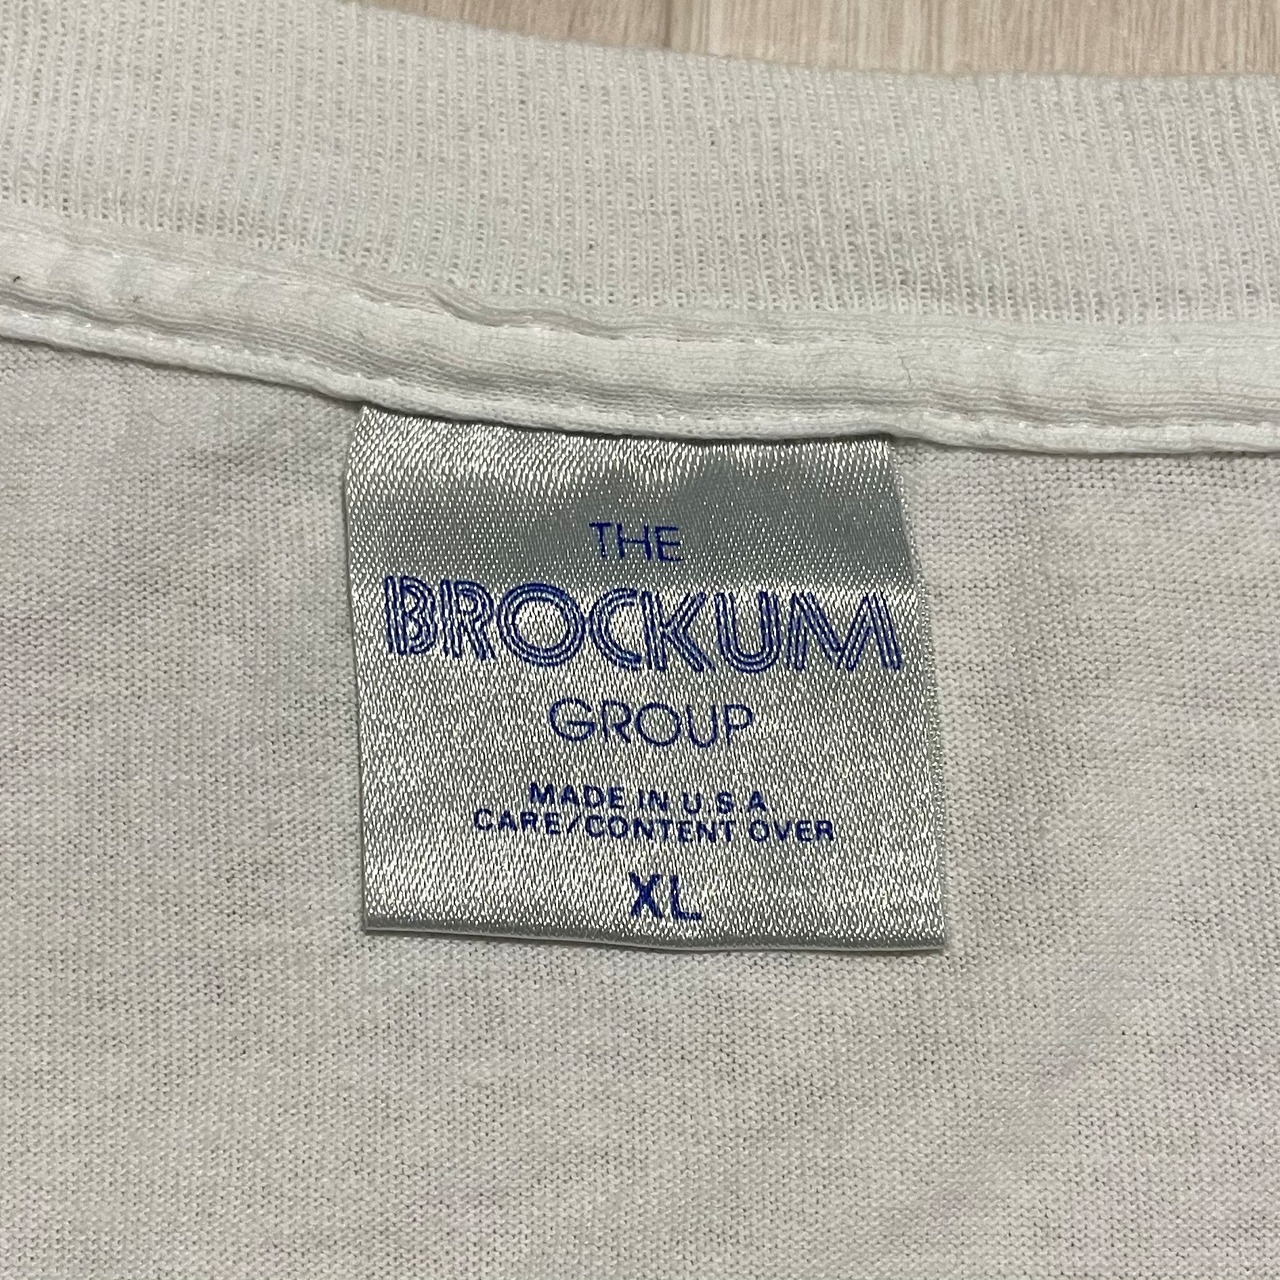 THE
BROCKUM
GROUP
MADE IN U.S.A
CARE/CONTENT OVER
XL